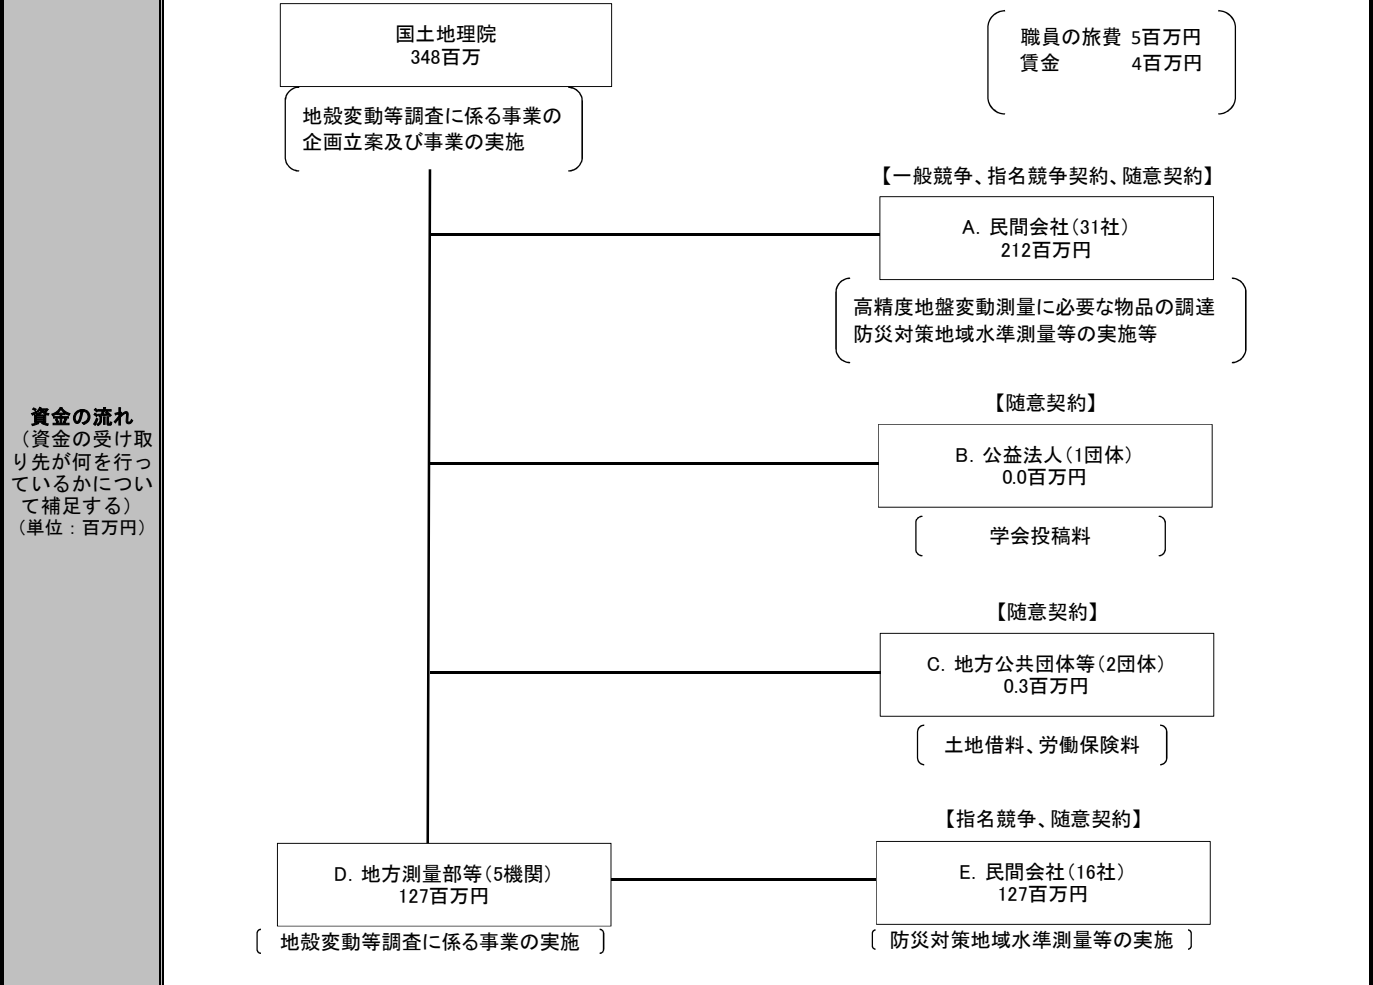 資金の流れ
（資金の受け取
り先が何を行っ
ているかについ
て補足する）
（単位：百万円）
国土地理院
348百万
地殻変動等調査に係る事業の
企画立案及び事業の実施
職員の旅費 5百万円
賃金 4百万円
【一般競争、指名競争契約、随意契約】
A. 民間会社（31社）
212百万円
高精度地盤変動測量に必要な物品の調達
防災対策地域水準測量等の実施等
【随意契約】
B. 公益法人（1団体）
0.0百万円
学会投稿料
【随意契約】
C. 地方公共団体等（2団体）
0.3百万円
土地借料、労働保険料
D. 地方測量部等（5機関）
127百万円
地殻変動等調査に係る事業の実施
【指名競争、随意契約】
E. 民間会社（16社）
127百万円
防災対策地域水準測量等の実施